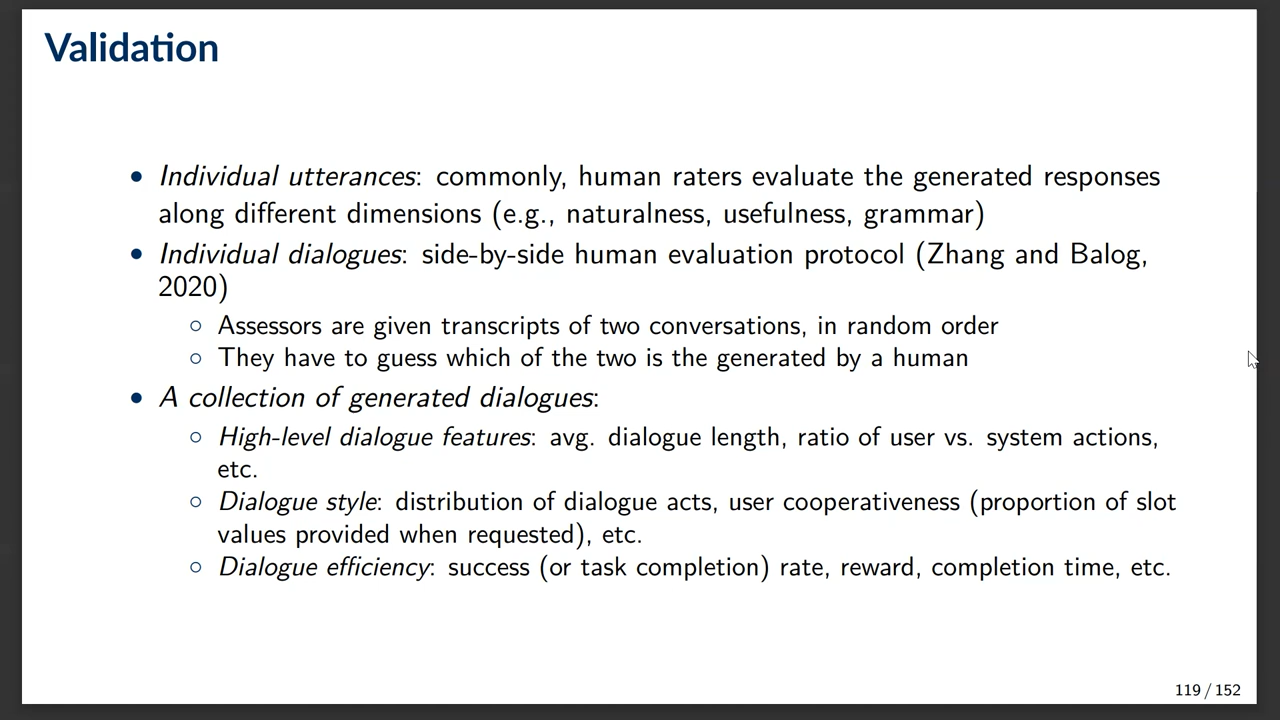 Validation
• Individual utterances: commonly, human raters evaluate the generated responses
along different dimensions (e.g., naturalness, usefulness, grammar)
• Individual dialogues: side-by-side human evaluation protocol (Zhang and Balog,
2020)
○ Assessors are given transcripts of two conversations, in random order
○ They have to guess which of the two is the generated by a human
• A collection of generated dialogues:
○ High-level dialogue features: avg. dialogue length, ratio of user vs. system actions,
etc.
○ Dialogue style: distribution of dialogue acts, user cooperativeness (proportion of slot
values provided when requested), etc.
○ Dialogue efficiency: success (or task completion) rate, reward, completion time, etc.
119 / 152